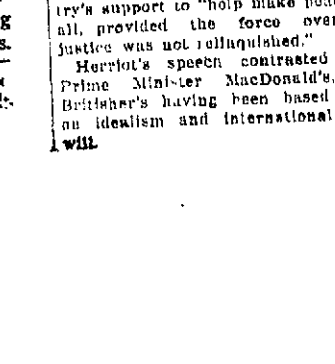 g
s.
try's support to "help make peac
all, provided the force over
justice was not relinquished."
Herriot's speech contrasted
Prime Minister MacDonald's,
Britisher's having been based
on idealism and international
will.